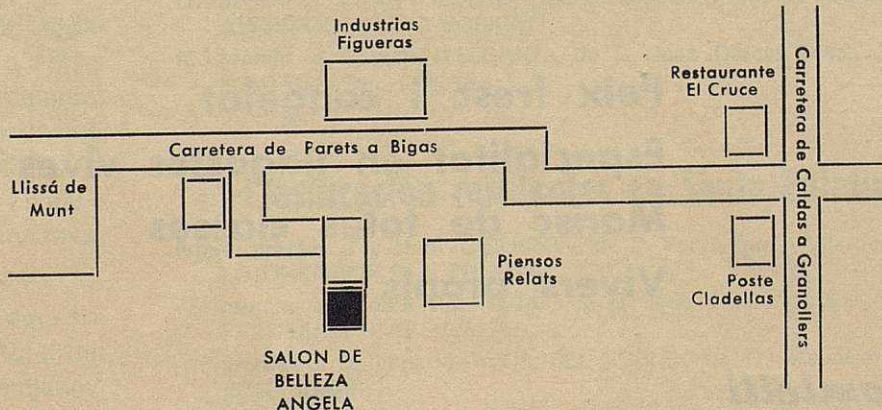 Industrias
Figueras
Restaurante
El Cruce
Carretera de Caldas a Granollers
Carretera de Parets a Bigas
Llissá de
Munt
Piensos
Relats
Poste
Cladellas
SALON DE
BELLEZA
ANGELA